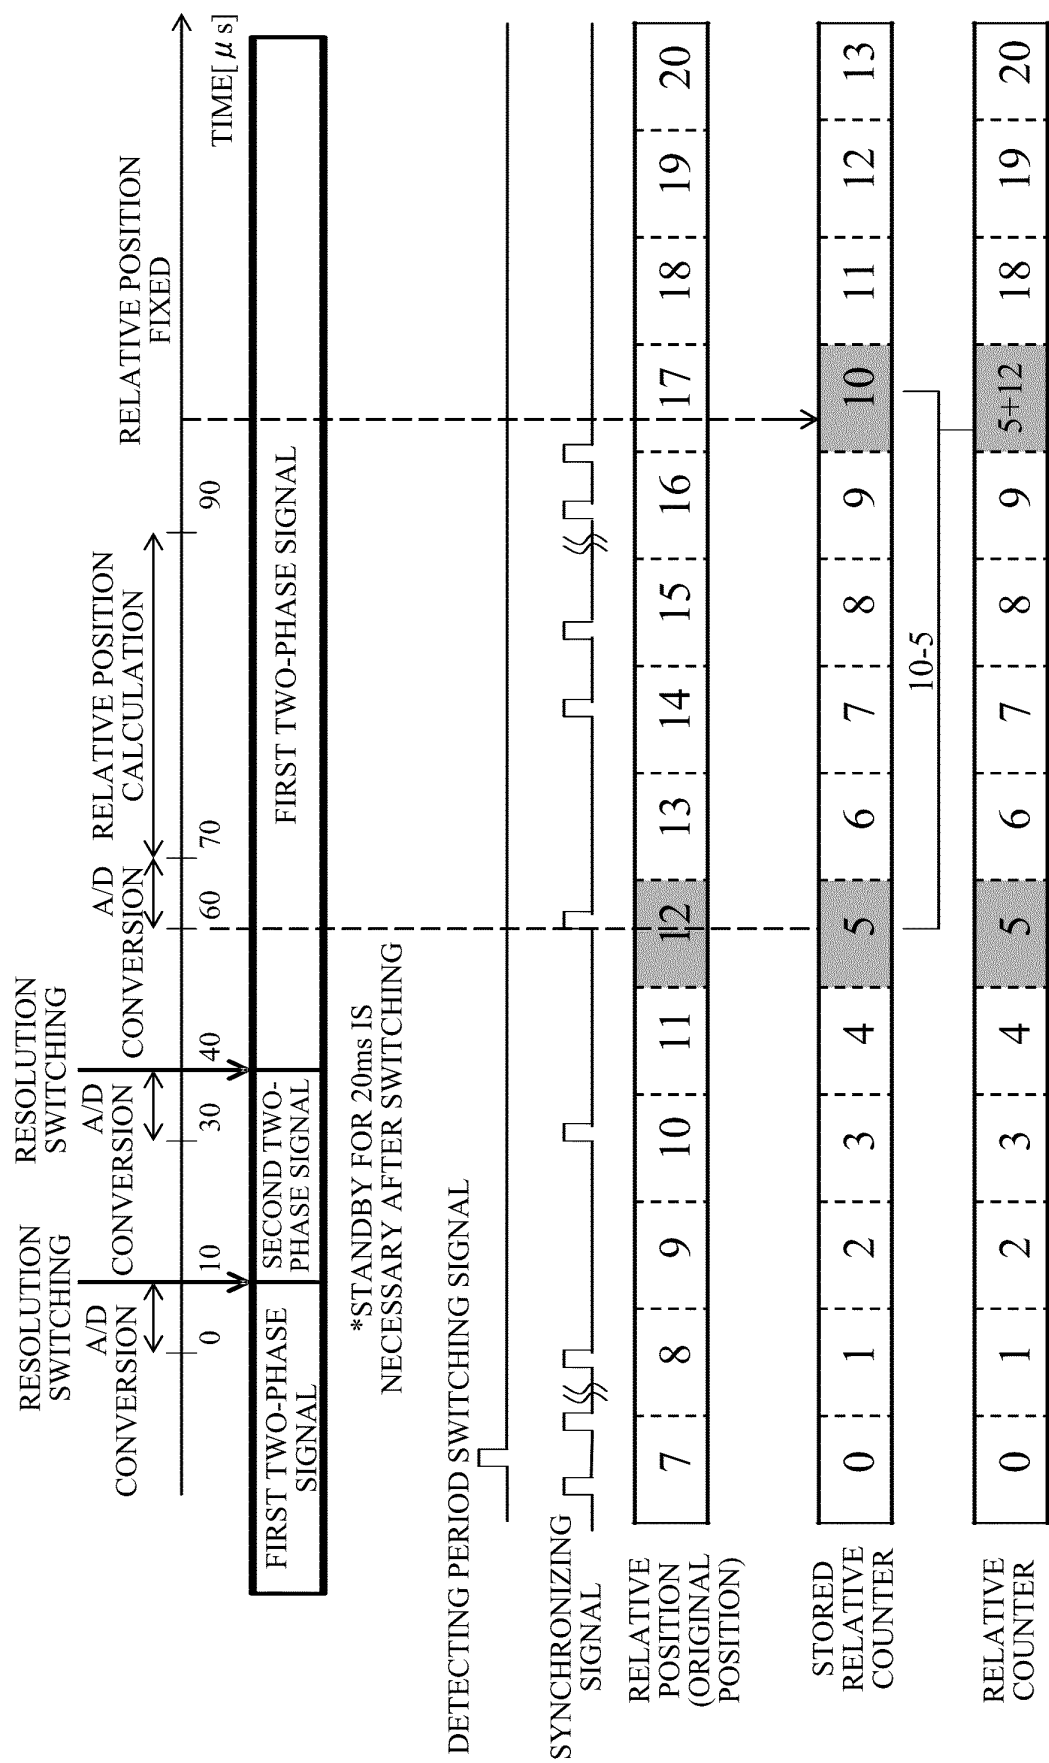 RESOLUTION
SWITCHING
RESOLUTION
SWITCHING
A/D
CONVERSION
A/D
CONVERSION
A/D
CONVERSION
RELATIVE POSITION
CALCULATION
RELATIVE POSITION
FIXED
0
10
30
40
60
70
90
TIME[μs]
FIRST TWO-PHASE
SIGNAL
SECOND TWO-
PHASE SIGNAL
FIRST TWO-PHASE SIGNAL
*STANDBY FOR 20ms IS
NECESSARY AFTER SWITCHING
DETECTING PERIOD SWITCHING SIGNAL
SYNCHRONIZING
SIGNAL
RELATIVE
POSITION
(ORIGINAL
POSITION)
7 8 9 10 11 12 13 14 15 16 17 18 19 20
STORED
RELATIVE
COUNTER
0 1 2 3 4 5 6 7 8 9 10 11 12 13
10-5
RELATIVE
COUNTER
0 1 2 3 4 5 6 7 8 9 5+12 18 19 20